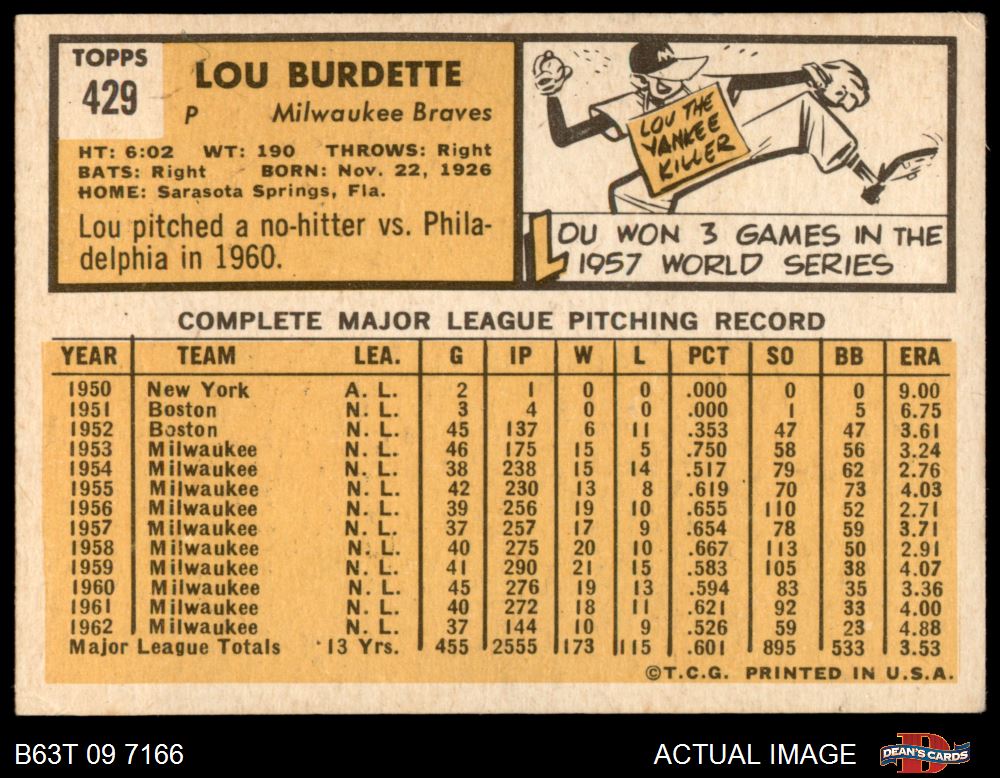 TOPPS
429
LOU BURDETTE
P Milwaukee Braves
HT: 6:02 WT: 190 THROWS: Right
BATS: Right BORN: Nov. 22, 1926
HOME: Sarasota Springs, Fla.
Lou pitched a no-hitter vs. Phila-
delphia in 1960.
M
LOU THE
YANKEE
KILLER
LOU WON 3 GAMES IN THE
1957 WORLD SERIES
COMPLETE MAJOR LEAGUE PITCHING RECORD
YEAR TEAM LEA. G IP W L PCT SO BB ERA
1950 New York A. L. 2 1 0 0 .000 0 0 9.00
1951 Boston N. L. 3 4 0 0 .000 1 5 6.75
1952 Boston N. L. 45 137 6 11 .353 47 47 3.61
1953 Milwaukee N. L. 46 175 15 5 .750 58 56 3.24
1954 Milwaukee N. L. 38 238 15 14 .517 79 62 2.76
1955 Milwaukee N. L. 42 230 13 8 .619 70 73 4.03
1956 Milwaukee N. L. 39 256 19 10 .655 110 52 2.71
1957 Milwaukee N. L. 37 257 17 9 .654 78 59 3.71
1958 Milwaukee N. L. 40 275 20 10 .667 113 50 2.91
1959 Milwaukee N. L. 41 290 21 15 .583 105 38 4.07
1960 Milwaukee N. L. 45 276 19 13 .594 83 35 3.36
1961 Milwaukee N. L. 40 272 18 11 .621 92 33 4.00
1962 Milwaukee N. L. 37 144 10 9 .526 59 23 4.88
Major League Totals 13 Yrs. 455 2555 173 115 .601 895 533 3.53
©T.C.G. PRINTED IN U.S.A.
B63T 09 7166 ACTUAL IMAGE DEAN'S CARDS